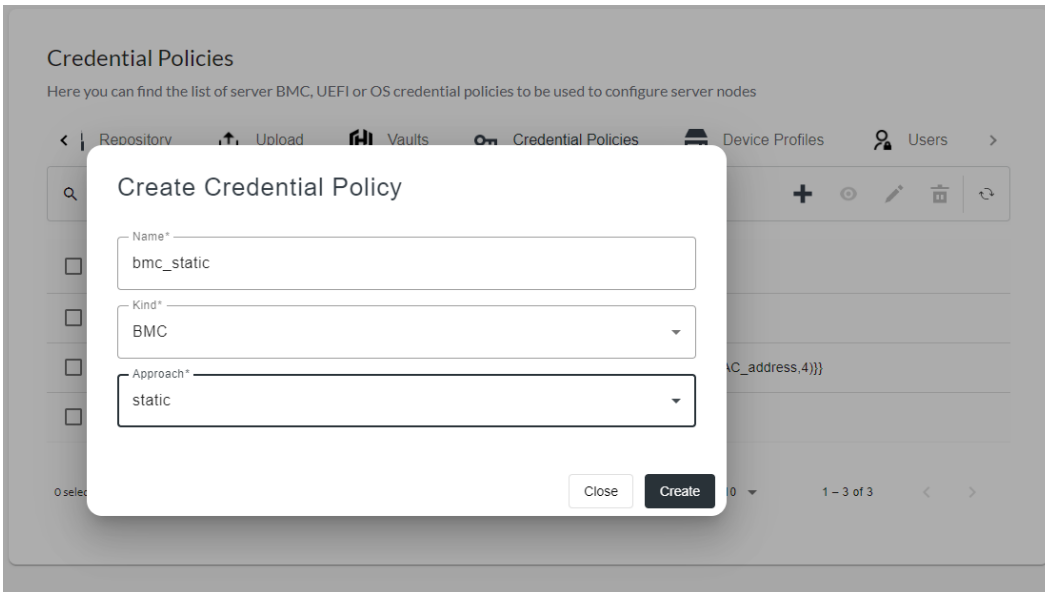 Credential Policies
Here you can find the list of server BMC, UEFI or OS credential policies to be used to configure server nodes
Repository Upload Vaults Credential Policies Device Profiles Users
Create Credential Policy
Name*
bmc_static
Kind*
BMC
Approach*
static
_address,4)}}
Close Create
0 1 – 3 of 3